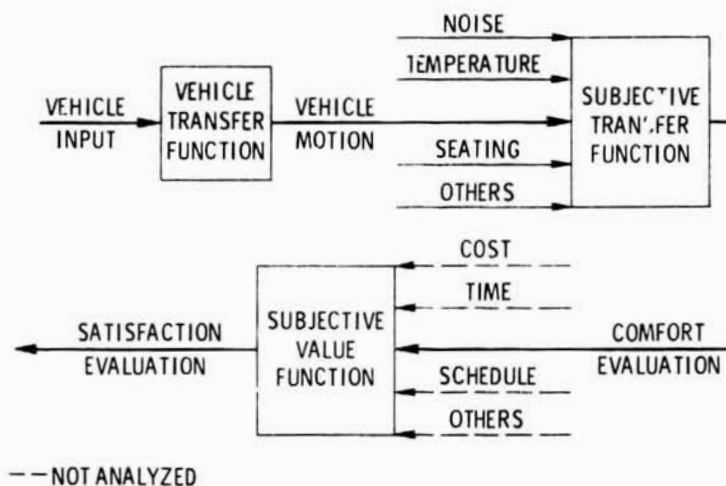 NOISE
TEMPERATURE
VEHICLE
INPUT
VEHICLE
TRANSFER
FUNCTION
VEHICLE
MOTION
SEATING
OTHERS
SUBJECTIVE
TRANSFER
FUNCTION
COST
TIME
SATISFACTION
EVALUATION
SUBJECTIVE
VALUE
FUNCTION
SCHEDULE
OTHERS
COMFORT
EVALUATION
--NOT ANALYZED